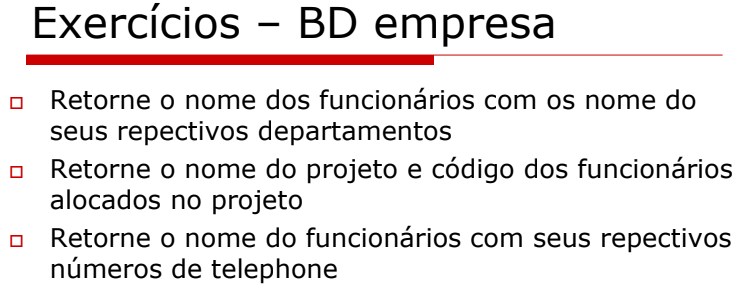 Exercícios – BD empresa
Retorne o nome dos funcionários com os nome do
seus repectivos departamentos
Retorne o nome do projeto e código dos funcionários
alocados no projeto
Retorne o nome do funcionários com seus repectivos
números de telephone